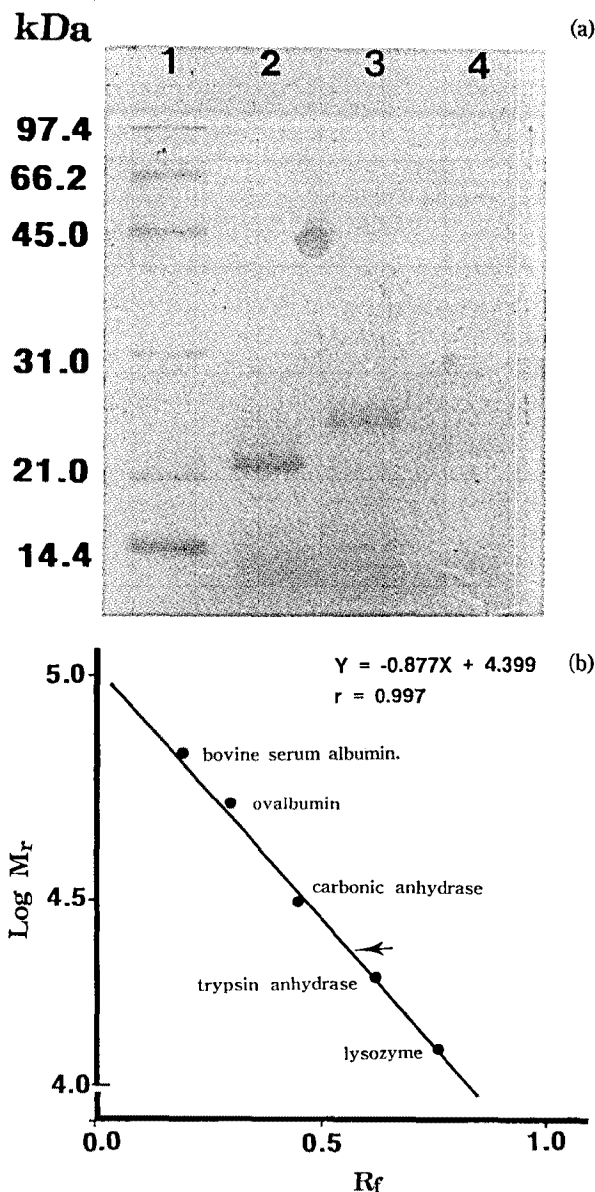 kDa
(a)
1 2 3 4
97.4
66.2
45.0
31.0
21.0
14.4
Y = -0.877X + 4.399
(b)
r = 0.997
5.0
bovine serum albumin.
ovalbumin
carbonic anhydrase
4.5
Log Mr
trypsin anhydrase
lysozyme
4.0
0.0 0.5 1.0
Rf